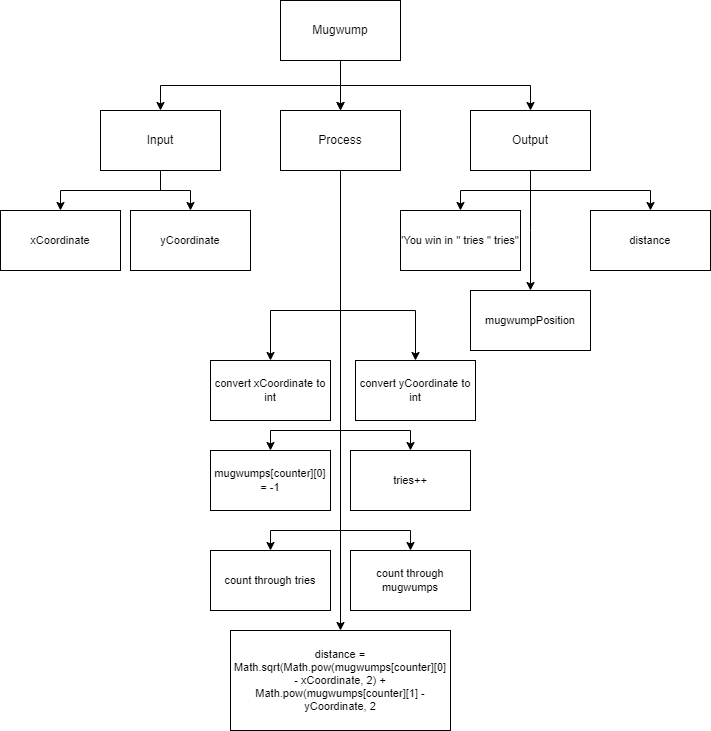 Mugwump
Input
Process
Output
xCoordinate
yCoordinate
"You win in " tries " tries"
distance
mugwumpPosition
convert xCoordinate to
int
convert yCoordinate to
int
mugwumps[counter][0]
= -1
tries++
count through tries
count through
mugwumps
distance =
Math.sqrt(Math.pow(mugwumps[counter][0]
- xCoordinate, 2) +
Math.pow(mugwumps[counter][1] -
yCoordinate, 2